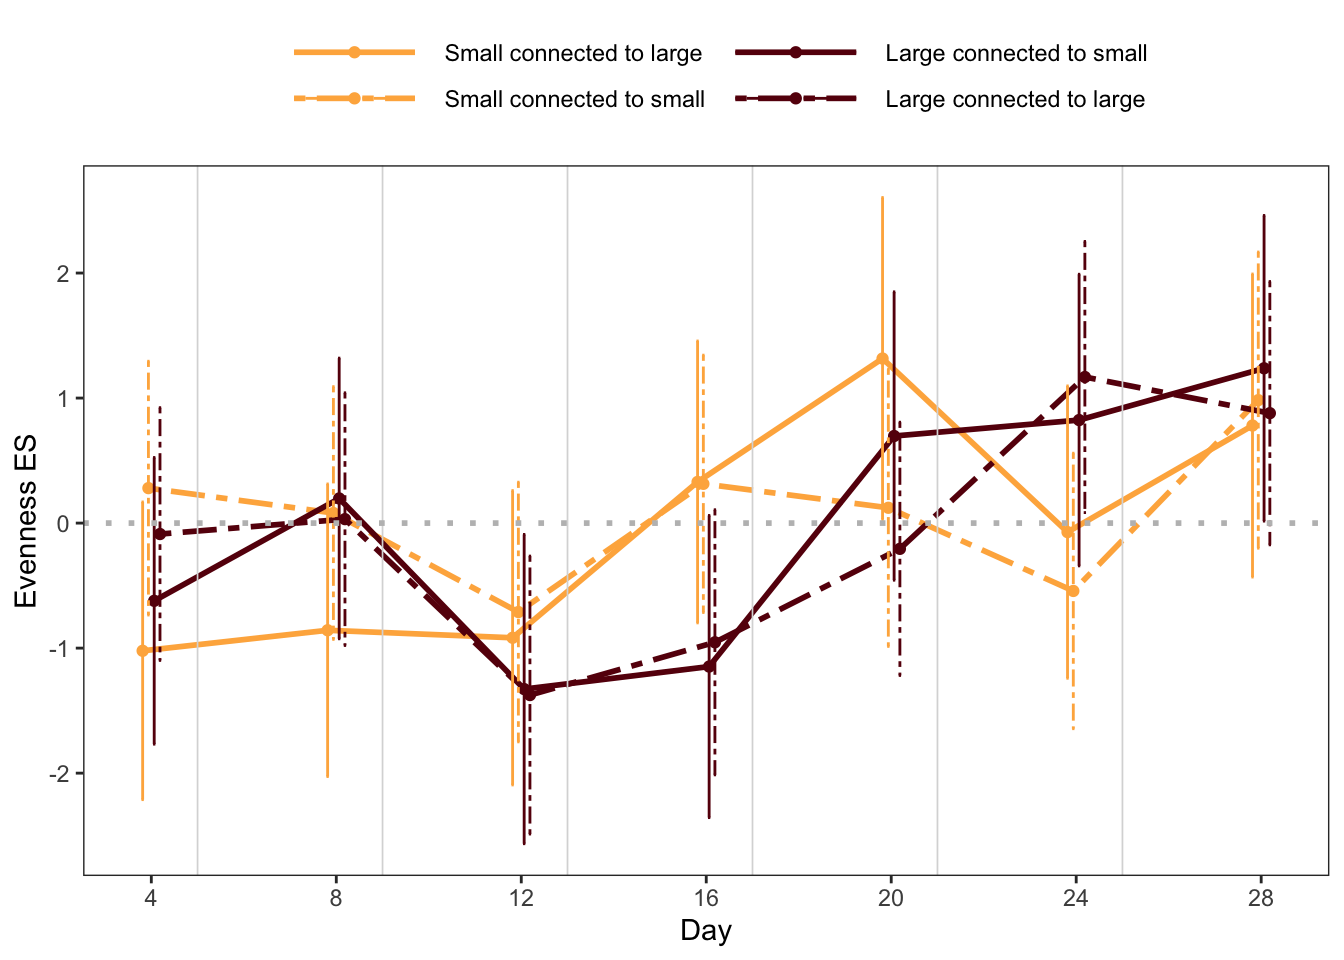 Small connected to large
Large connected to small
Small connected to small
Large connected to large
Evenness ES
2
1
0
-1
-2
4 8 12 16 20 24 28
Day